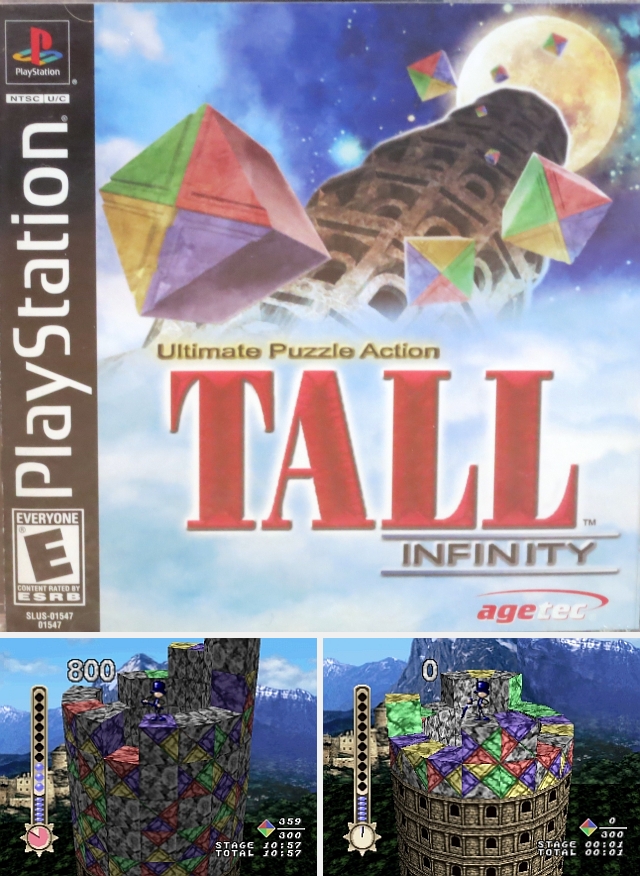 PlayStation
NTSC U/C
PlayStation
Ultimate Puzzle Action
TALL
TM
INFINITY
EVERYONE
E
CONTENT RATED BY
ESRB
SLUS-01547
01547
agetec
800
359
300
STAGE 10:57
TOTAL 10:57
0
0
300
STAGE 00:01
TOTAL 00:01